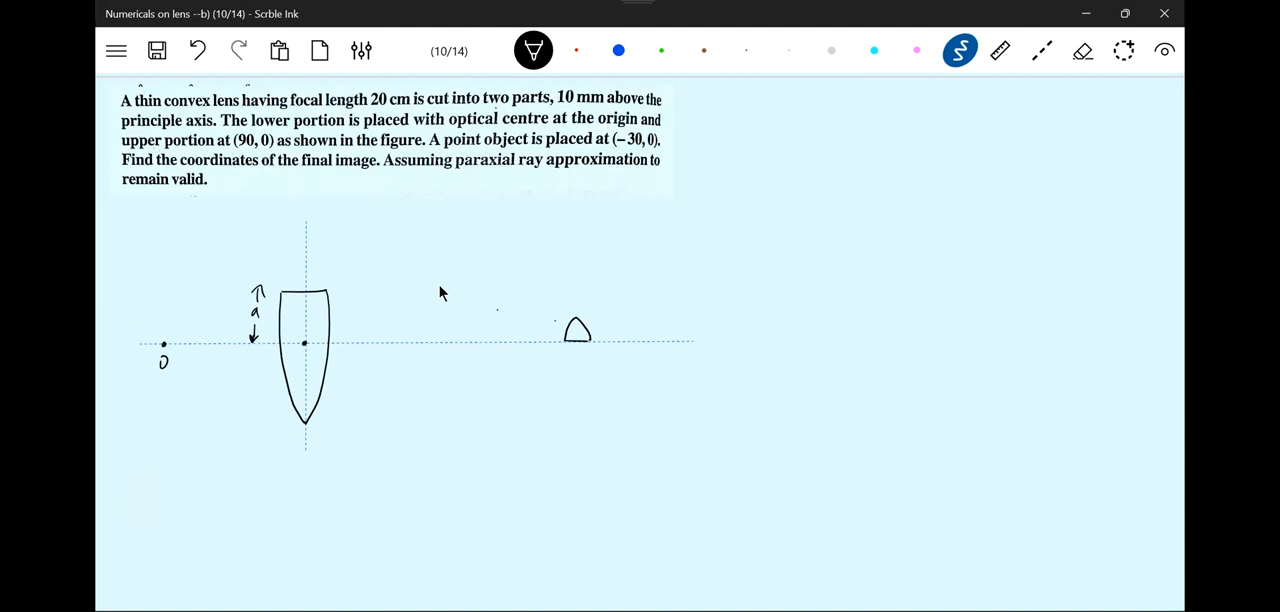 Numericals on lens --b) (10/14) - Scrble Ink
(10/14)
A thin convex lens having focal length 20 cm is cut into two parts, 10 mm above the
principle axis. The lower portion is placed with optical centre at the origin and
upper portion at (90, 0) as shown in the figure. A point object is placed at (– 30, 0).
Find the coordinates of the final image. Assuming paraxial ray approximation to
remain valid.
a
O